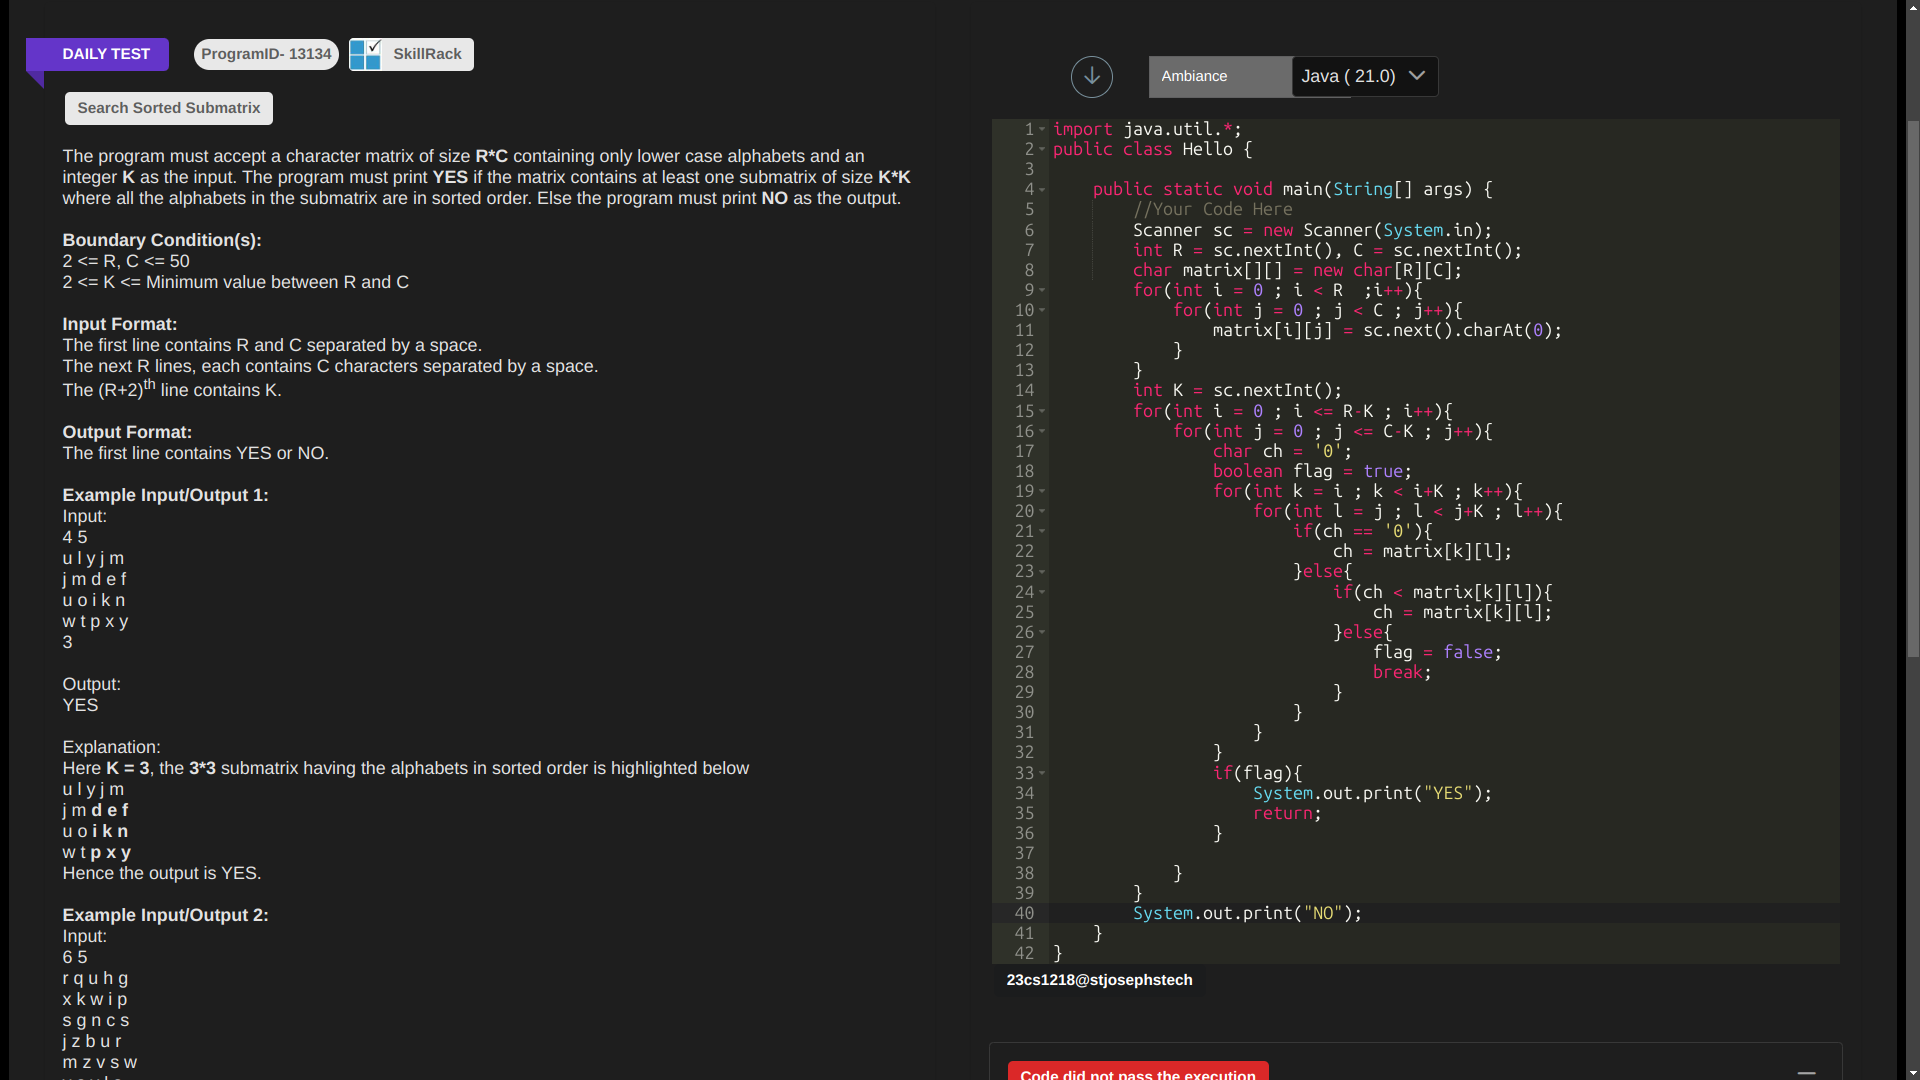 DAILY TEST
ProgramID- 13134
SkillRack
Search Sorted Submatrix
The program must accept a character matrix of size R*C containing only lower case alphabets and an
integer K as the input. The program must print YES if the matrix contains at least one submatrix of size K*K
where all the alphabets in the submatrix are in sorted order. Else the program must print NO as the output.
Boundary Condition(s):
2 <= R, C <= 50
2 <= K <= Minimum value between R and C
Input Format:
The first line contains R and C separated by a space.
The next R lines, each contains C characters separated by a space.
The (R+2)th line contains K.
Output Format:
The first line contains YES or NO.
Example Input/Output 1:
Input:
4 5
u l y j m
j m d e f
u o i k n
w t p x y
3
Output:
YES
Explanation:
Here K = 3, the 3*3 submatrix having the alphabets in sorted order is highlighted below
u l y j m
j m d e f
u o i k n
w t p x y
Hence the output is YES.
Example Input/Output 2:
Input:
6 5
r q u h g
x k w i p
s g n c s
j z b u r
m z v s w
Ambiance
Java ( 21.0)
1 import java.util.*;
2 public class Hello {
3
4     public static void main(String[] args) {
5         //Your Code Here
6         Scanner sc = new Scanner(System.in);
7         int R = sc.nextInt(), C = sc.nextInt();
8         char matrix[][] = new char[R][C];
9         for(int i = 0 ; i < R  ;i++){
10             for(int j = 0 ; j < C ; j++){
11                 matrix[i][j] = sc.next().charAt(0);
12             }
13         }
14         int K = sc.nextInt();
15         for(int i = 0 ; i <= R-K ; i++){
16             for(int j = 0 ; j <= C-K ; j++){
17                 char ch = '0';
18                 boolean flag = true;
19                 for(int k = i ; k < i+K ; k++){
20                     for(int l = j ; l < j+K ; l++){
21                         if(ch == '0'){
22                             ch = matrix[k][l];
23                         }else{
24                             if(ch < matrix[k][l]){
25                                 ch = matrix[k][l];
26                             }else{
27                                 flag = false;
28                                 break;
29                             }
30                         }
31                     }
32                 }
33                 if(flag){
34                     System.out.print("YES");
35                     return;
36                 }
37
38             }
39         }
40         System.out.print("NO");
41     }
42 }
23cs1218@stjosephstech
Code did not pass the execution